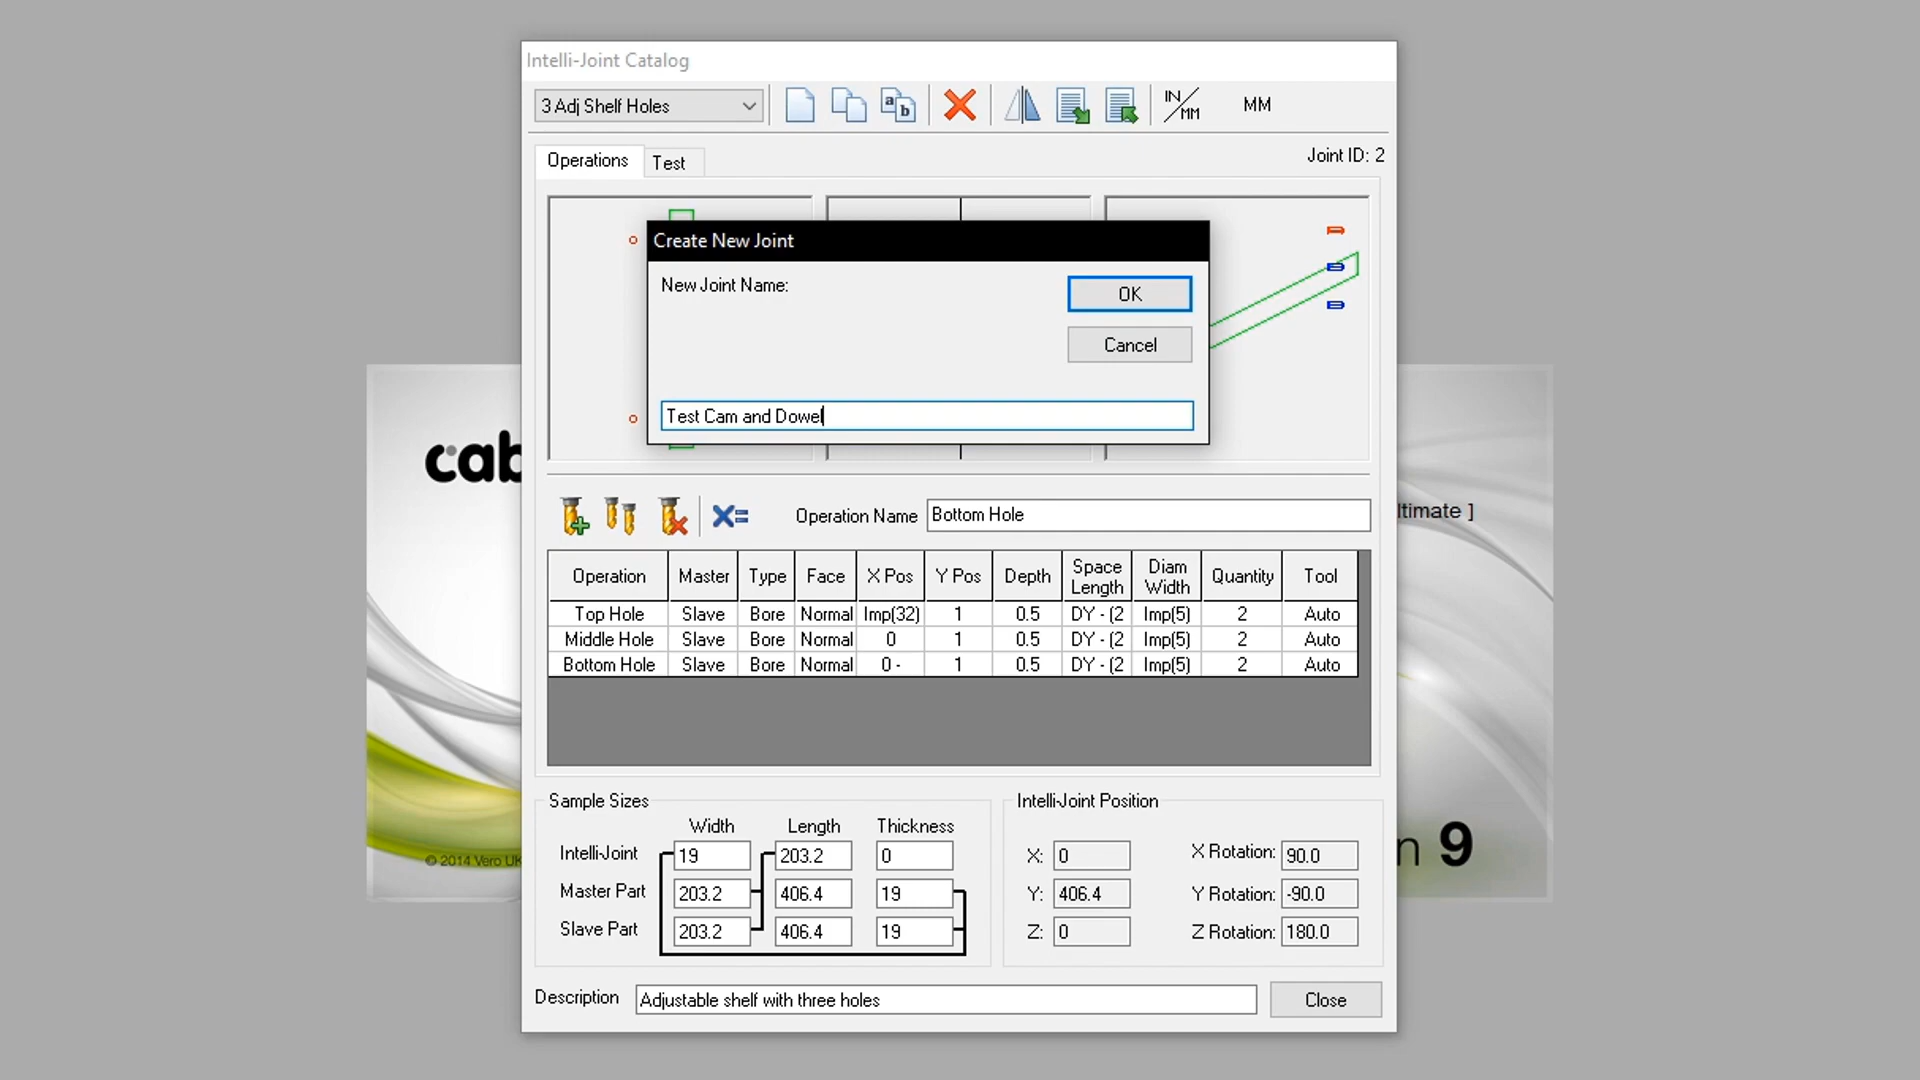 Intelli-Joint Catalog
3 Adj Shelf Holes
a b
IN/MM
MM
Operations
Test
Joint ID: 2
Create New Joint
New Joint Name:
OK
Cancel
Test Cam and Dowel
cab
ltimate ]
Operation Name
Bottom Hole
Operation Master Type Face X Pos Y Pos Depth Space Length Diam Width Quantity Tool
Top Hole Slave Bore Normal Imp(32) 1 0.5 DY - (2 Imp(5) 2 Auto
Middle Hole Slave Bore Normal 0 1 0.5 DY - (2 Imp(5) 2 Auto
Bottom Hole Slave Bore Normal 0 - 1 0.5 DY - (2 Imp(5) 2 Auto
Sample Sizes
Width Length Thickness
Intelli-Joint 19 203.2 0
Master Part 203.2 406.4 19
Slave Part 203.2 406.4 19
Intelli-Joint Position
X: 0 X Rotation: 90.0
Y: 406.4 Y Rotation: -90.0
Z: 0 Z Rotation: 180.0
© 2014 Vero UK
n 9
Description
Adjustable shelf with three holes
Close